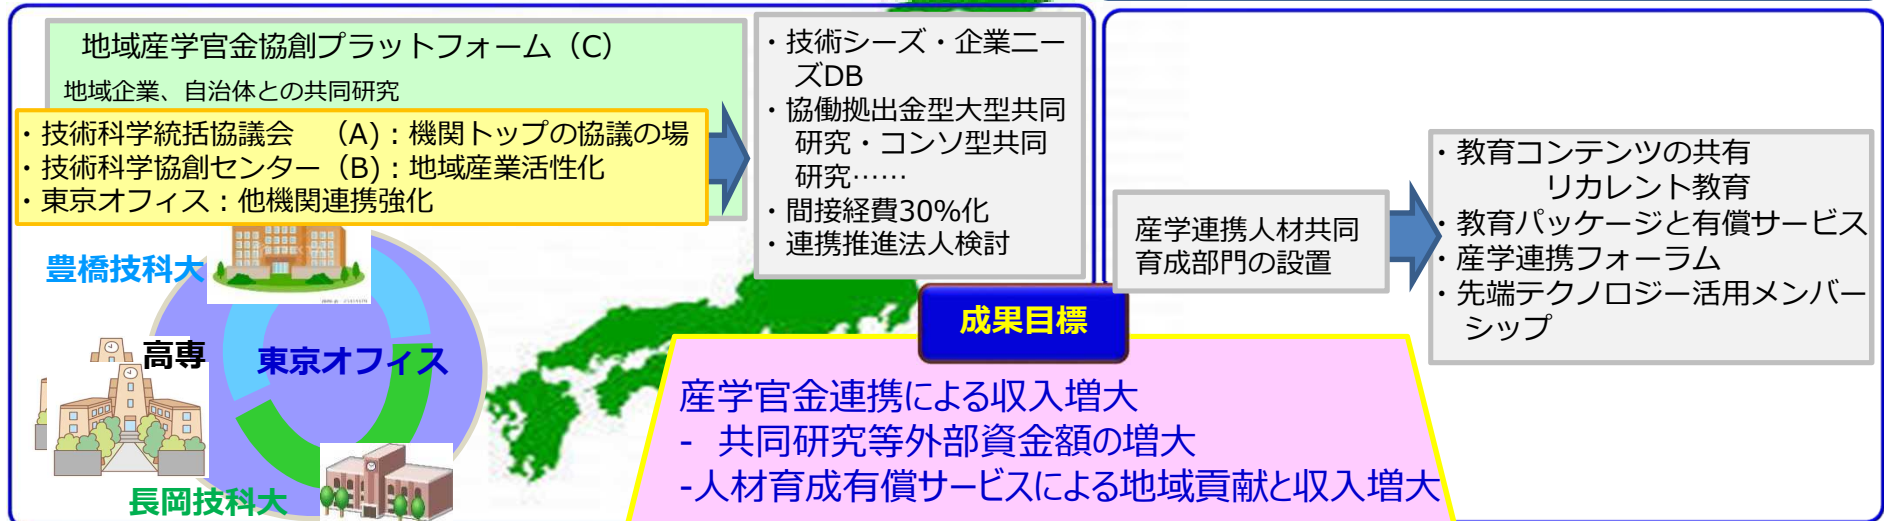 地域産学官金協創プラットフォーム（C）
地域企業、自治体との共同研究
・技術科学統括協議会　（A)：機関トップの協議の場
・技術科学協創センター（B)：地域産業活性化
・東京オフィス：他機関連携強化
・技術シーズ・企業ニー
ズDB
・協働拠出金型大型共同
研究・コンソ型共同
研究……
・間接経費30%化
・連携推進法人検討
豊橋技科大
高専
東京オフィス
長岡技科大
産学連携人材共同
育成部門の設置
・教育コンテンツの共有
リカレント教育
・教育パッケージと有償サービス
・産学連携フォーラム
・先端テクノロジー活用メンバー
シップ
成果目標
産学官金連携による収入増大
- 共同研究等外部資金額の増大
-人材育成有償サービスによる地域貢献と収入増大